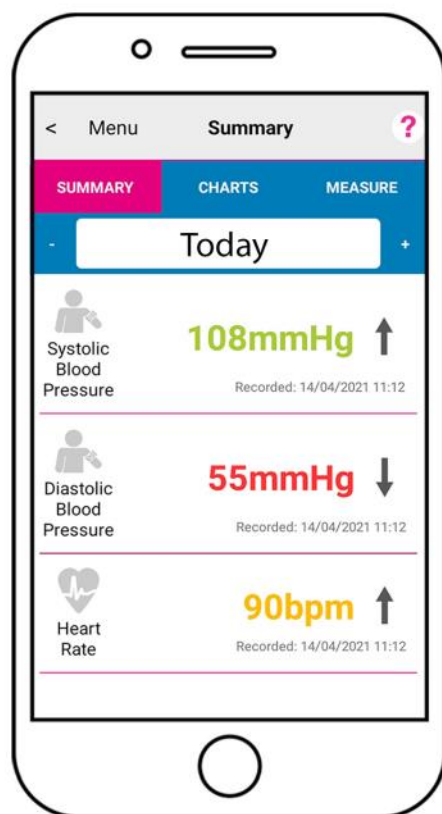 < Menu Summary ?
SUMMARY CHARTS MEASURE
- Today +
Systolic
Blood
Pressure
108mmHg
Recorded: 14/04/2021 11:12
Diastolic
Blood
Pressure
55mmHg
Recorded: 14/04/2021 11:12
Heart
Rate
90bpm
Recorded: 14/04/2021 11:12